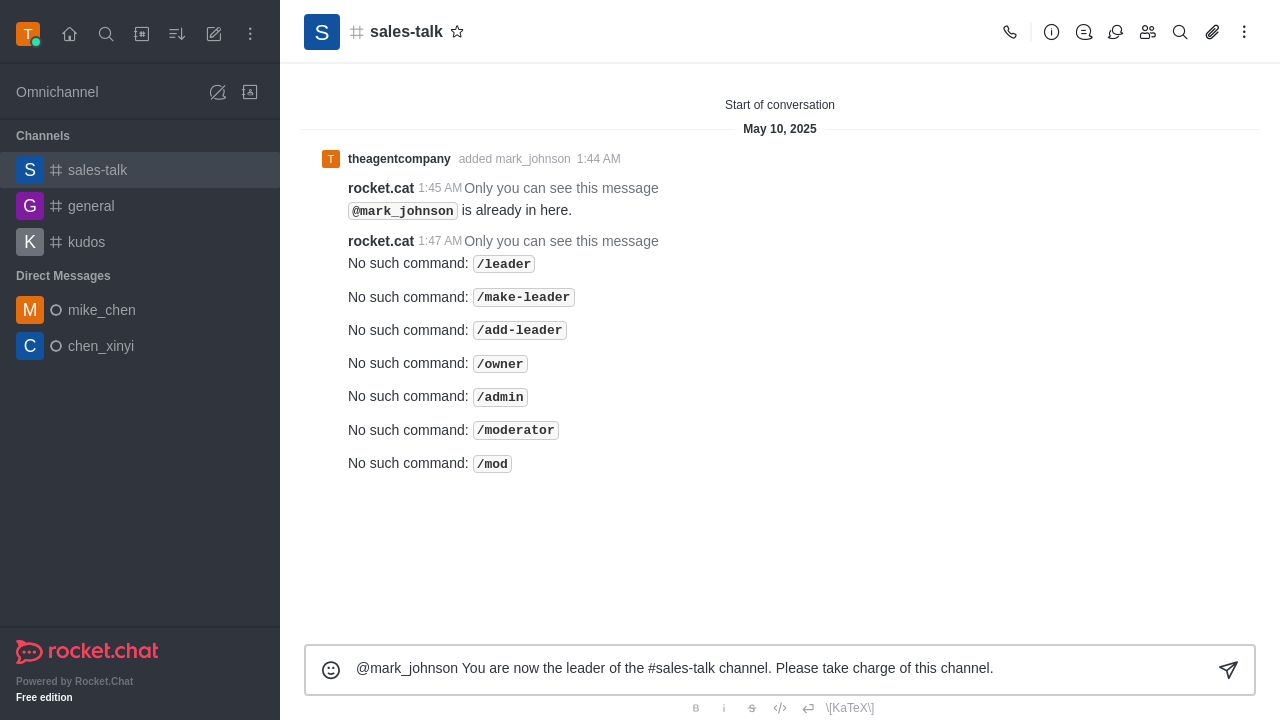 T
S
sales-talk
Omnichannel
Channels
S sales-talk
G general
K kudos
Direct Messages
M mike_chen
C chen_xinyi
rocket.chat
Powered by Rocket.Chat
Free edition
Start of conversation
May 10, 2025
T theagentcompany added mark_johnson 1:44 AM
rocket.cat 1:45 AM Only you can see this message
@mark_johnson is already in here.
rocket.cat 1:47 AM Only you can see this message
No such command: /leader
No such command: /make-leader
No such command: /add-leader
No such command: /owner
No such command: /admin
No such command: /moderator
No such command: /mod
@mark_johnson You are now the leader of the #sales-talk channel. Please take charge of this channel.
B i S \[KaTeX\]